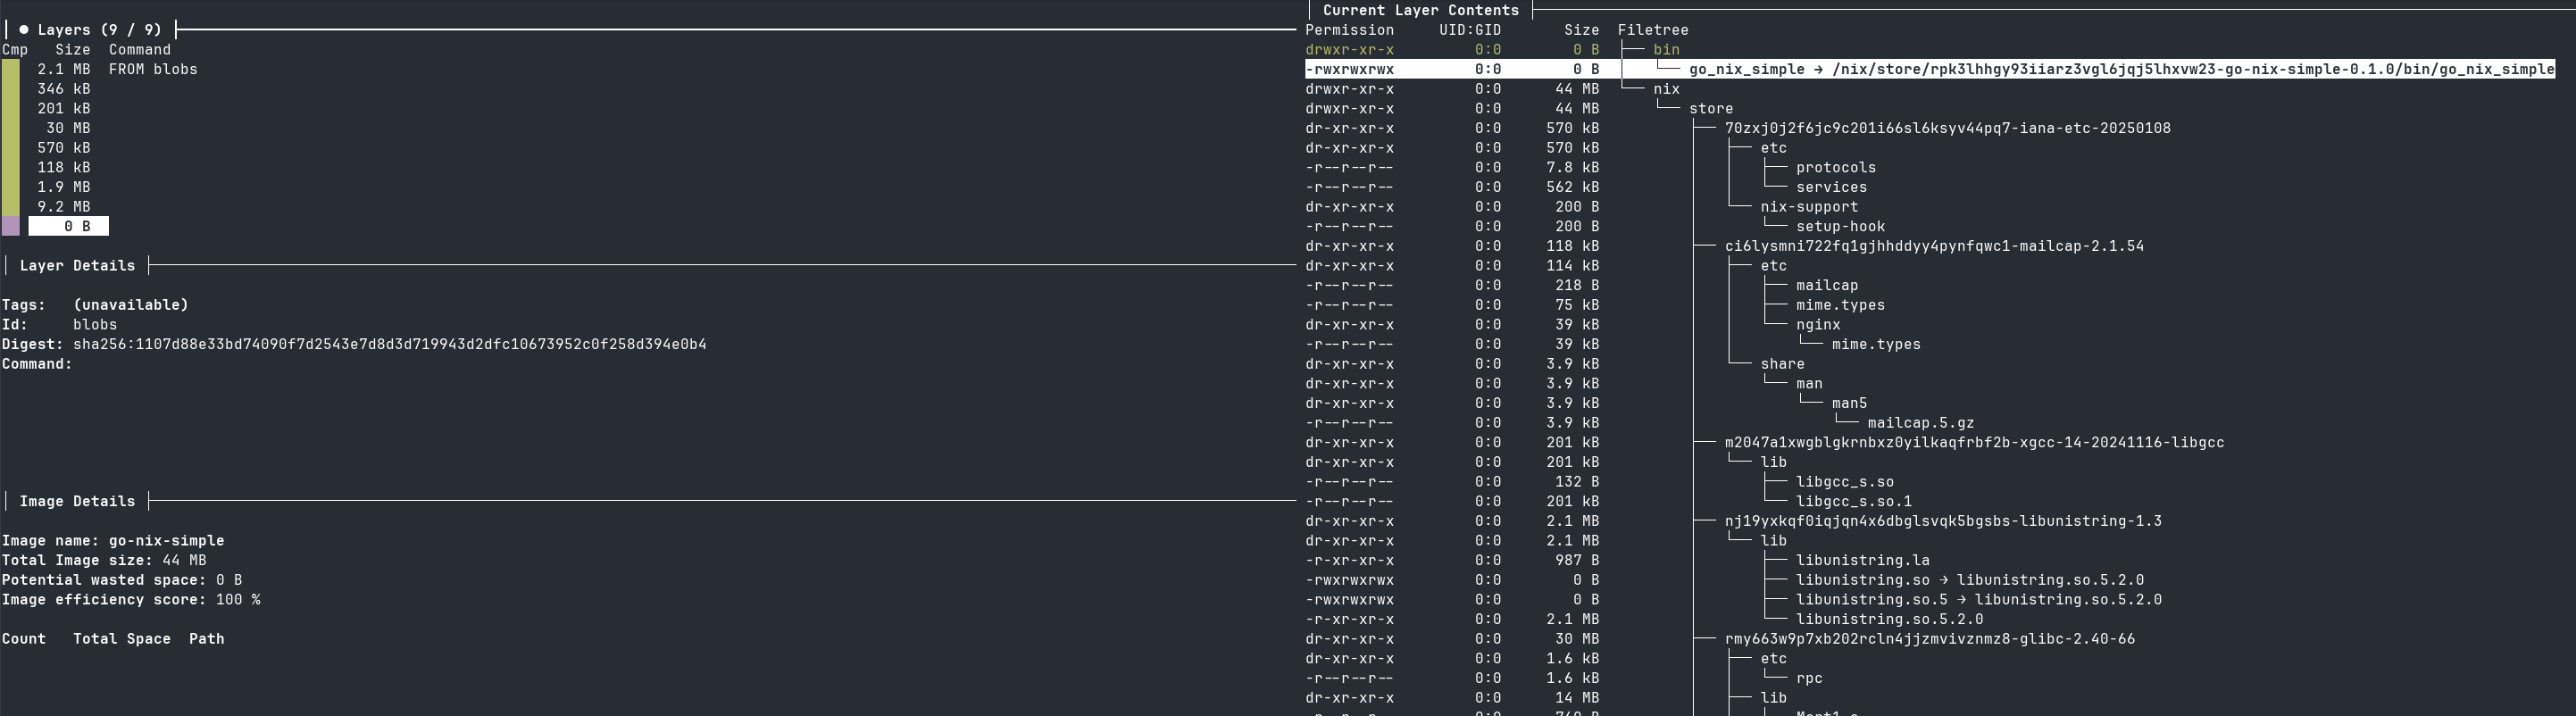 ● Layers (9 / 9)
Cmp Size Command
2.1 MB FROM blobs
346 kB
201 kB
30 MB
570 kB
118 kB
1.9 MB
9.2 MB
0 B
Layer Details
Tags: (unavailable)
Id: blobs
Digest: sha256:1107d88e33bd74090f7d2543e7d8d3d719943d2dfc10673952c0f258d394e0b4
Command:
Image Details
Image name: go-nix-simple
Total Image size: 44 MB
Potential wasted space: 0 B
Image efficiency score: 100 %
Count Total Space Path
Current Layer Contents
Permission UID:GID Size Filetree
drwxr-xr-x 0:0 0 B ├── bin
-rwxrwxrwx 0:0 0 B │ └── go_nix_simple → /nix/store/rpk3lhhgy93iiarz3vgl6jqj5lhxvw23-go-nix-simple-0.1.0/bin/go_nix_simple
drwxr-xr-x 0:0 44 MB └── nix
drwxr-xr-x 0:0 44 MB └── store
dr-xr-xr-x 0:0 570 kB ├── 70zxj0j2f6jc9c201i66sl6ksyv44pq7-iana-etc-20250108
dr-xr-xr-x 0:0 570 kB │ ├── etc
-r--r--r-- 0:0 7.8 kB │ │ ├── protocols
-r--r--r-- 0:0 562 kB │ │ └── services
dr-xr-xr-x 0:0 200 B │ └── nix-support
-r--r--r-- 0:0 200 B │ └── setup-hook
dr-xr-xr-x 0:0 118 kB ├── ci6lysmni722fq1gjhhddyy4pynfqwc1-mailcap-2.1.54
dr-xr-xr-x 0:0 114 kB │ ├── etc
-r--r--r-- 0:0 218 B │ │ ├── mailcap
-r--r--r-- 0:0 75 kB │ │ ├── mime.types
dr-xr-xr-x 0:0 39 kB │ │ └── nginx
-r--r--r-- 0:0 39 kB │ │ └── mime.types
dr-xr-xr-x 0:0 3.9 kB │ └── share
dr-xr-xr-x 0:0 3.9 kB │ └── man
dr-xr-xr-x 0:0 3.9 kB │ └── man5
-r--r--r-- 0:0 3.9 kB │ └── mailcap.5.gz
dr-xr-xr-x 0:0 201 kB ├── m2047a1xwgblgkrnbxz0yilkaqfrbf2b-xgcc-14-20241116-libgcc
dr-xr-xr-x 0:0 201 kB │ └── lib
-r--r--r-- 0:0 132 B │ ├── libgcc_s.so
-r--r--r-- 0:0 201 kB │ └── libgcc_s.so.1
dr-xr-xr-x 0:0 2.1 MB ├── nj19yxkqf0iqjqn4x6dbglsvqk5bgsbs-libunistring-1.3
dr-xr-xr-x 0:0 2.1 MB │ └── lib
-r-xr-xr-x 0:0 987 B │ ├── libunistring.la
-rwxrwxrwx 0:0 0 B │ ├── libunistring.so → libunistring.so.5.2.0
-rwxrwxrwx 0:0 0 B │ ├── libunistring.so.5 → libunistring.so.5.2.0
-r-xr-xr-x 0:0 2.1 MB │ └── libunistring.so.5.2.0
dr-xr-xr-x 0:0 30 MB ├── rmy663w9p7xb202rcln4jjzmvivznmz8-glibc-2.40-66
dr-xr-xr-x 0:0 1.6 kB │ ├── etc
-r--r--r-- 0:0 1.6 kB │ │ └── rpc
dr-xr-xr-x 0:0 14 MB │ ├── lib